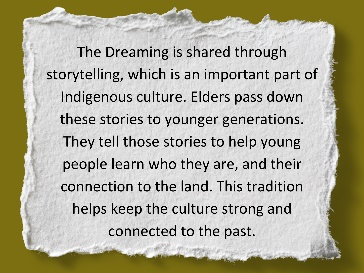 The Dreaming is shared through
storytelling, which is an important part of
Indigenous culture. Elders pass down
these stories to younger generations.
They tell those stories to help young
people learn who they are, and their
connection to the land. This tradition
helps keep the culture strong and
connected to the past.